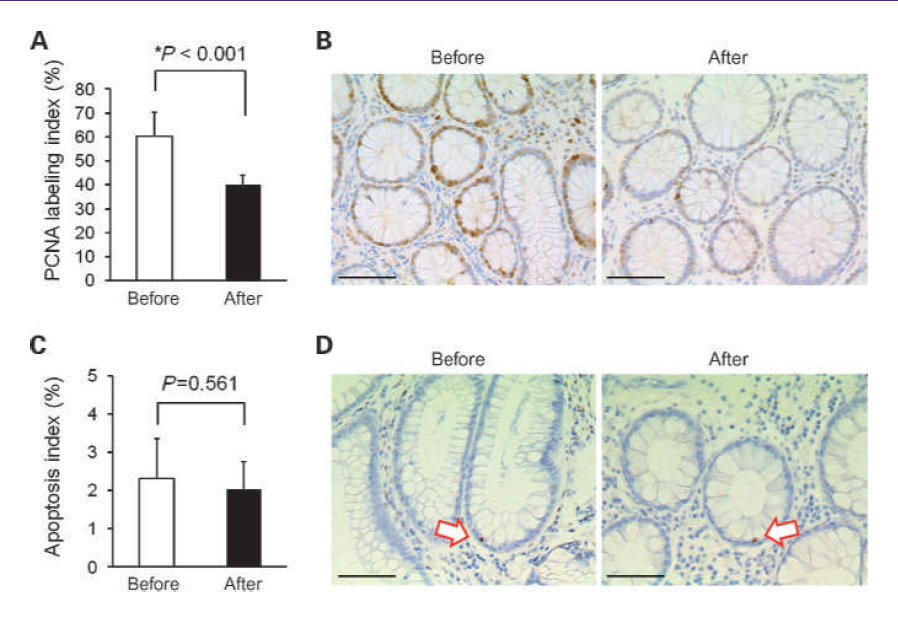 A
*P < 0.001
PCNA labeling index (%)
80
70
60
50
40
30
20
10
0
Before
After
B
Before
After
C
P=0.561
Apoptosis index (%)
5
4
3
2
1
0
Before
After
D
Before
After